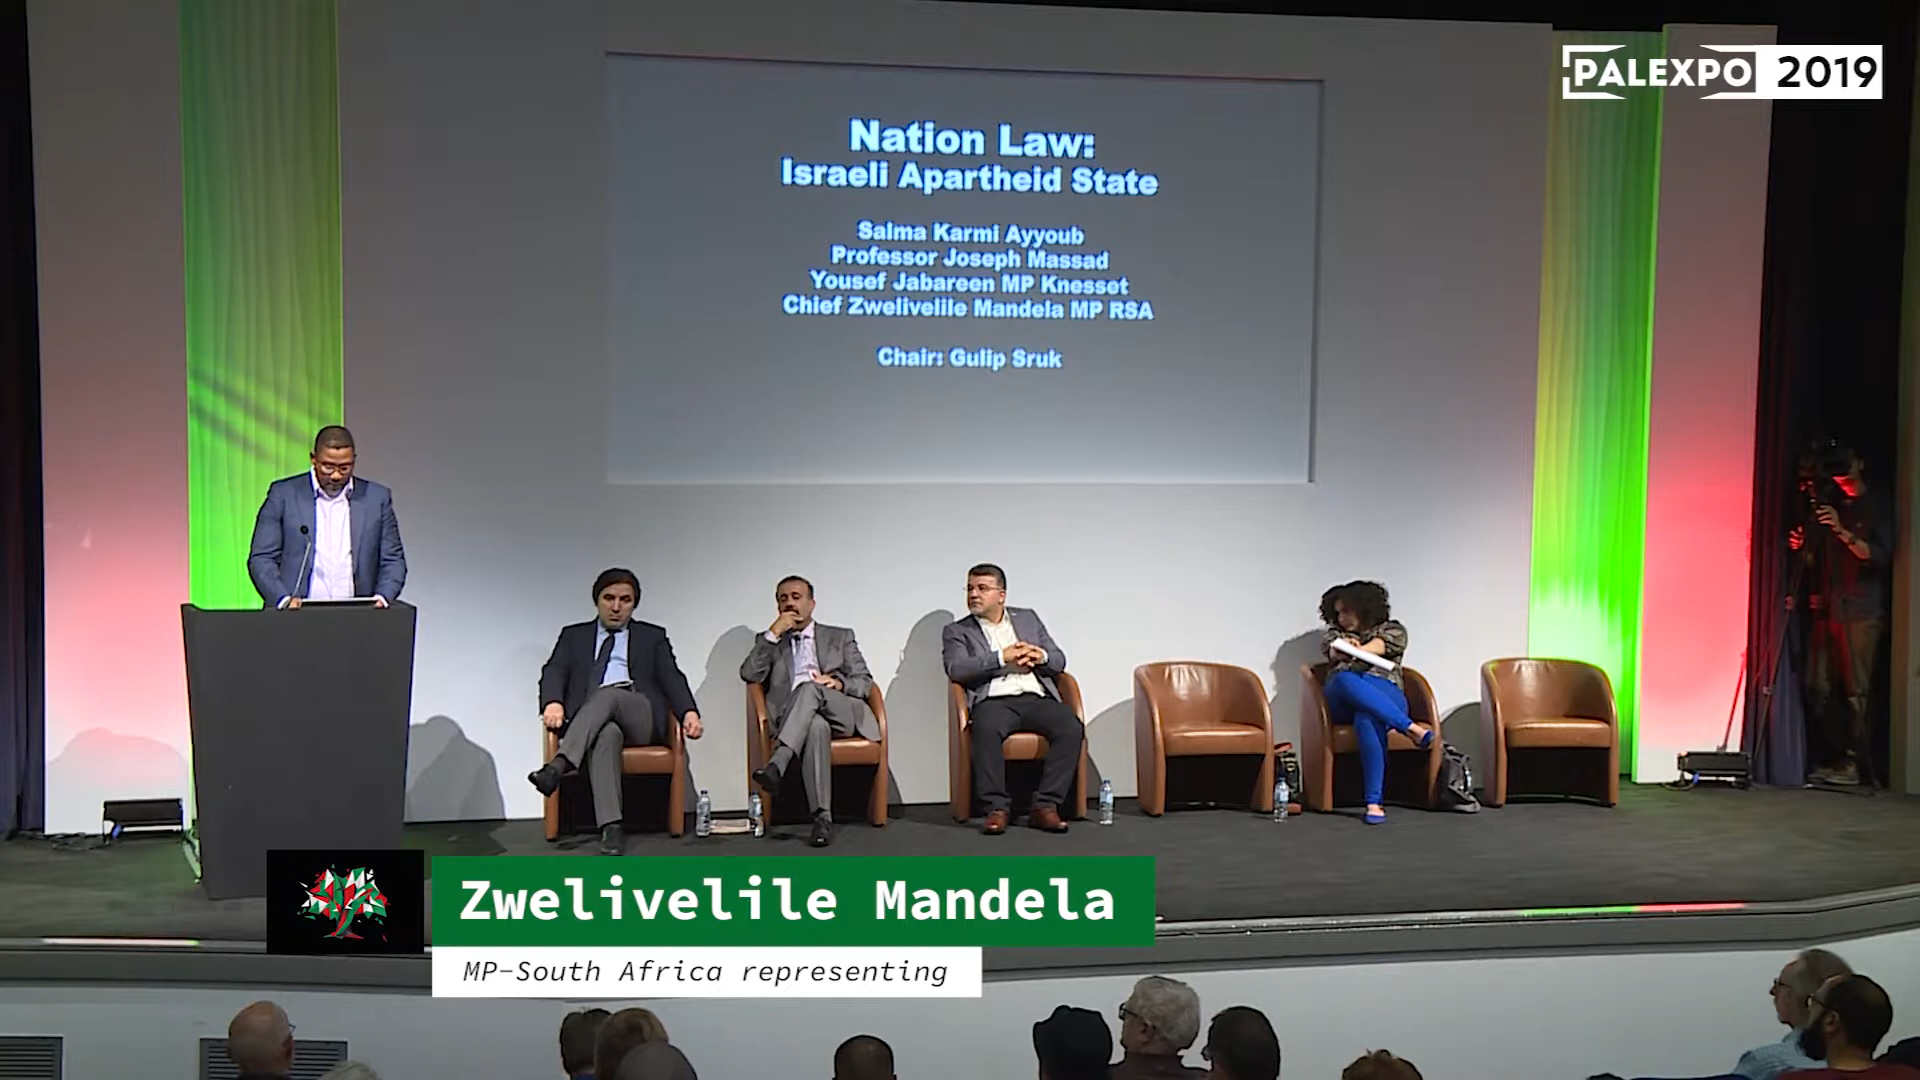 PALEXPO 2019
Nation Law:
Israeli Apartheid State
Salma Karmi Ayyoub
Professor Joseph Massad
Yousef Jabareen MP Knesset
Chief Zwelivelile Mandela MP RSA
Chair: Gulip Sruk
Zwelivelile Mandela
MP-South Africa representing